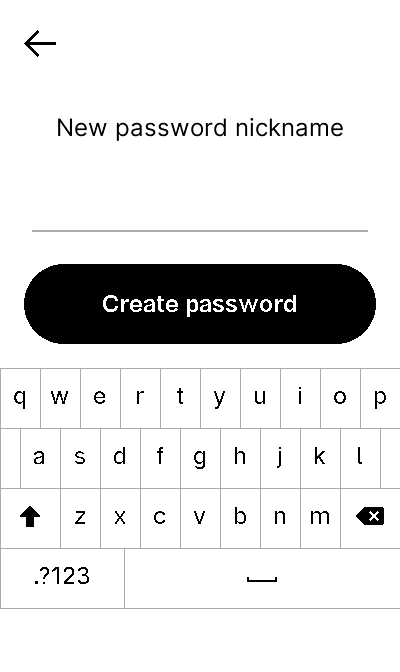 New password nickname
Create password
q w e r t y u i o p
a s d f g h j k l
z x c v b n m
.?123